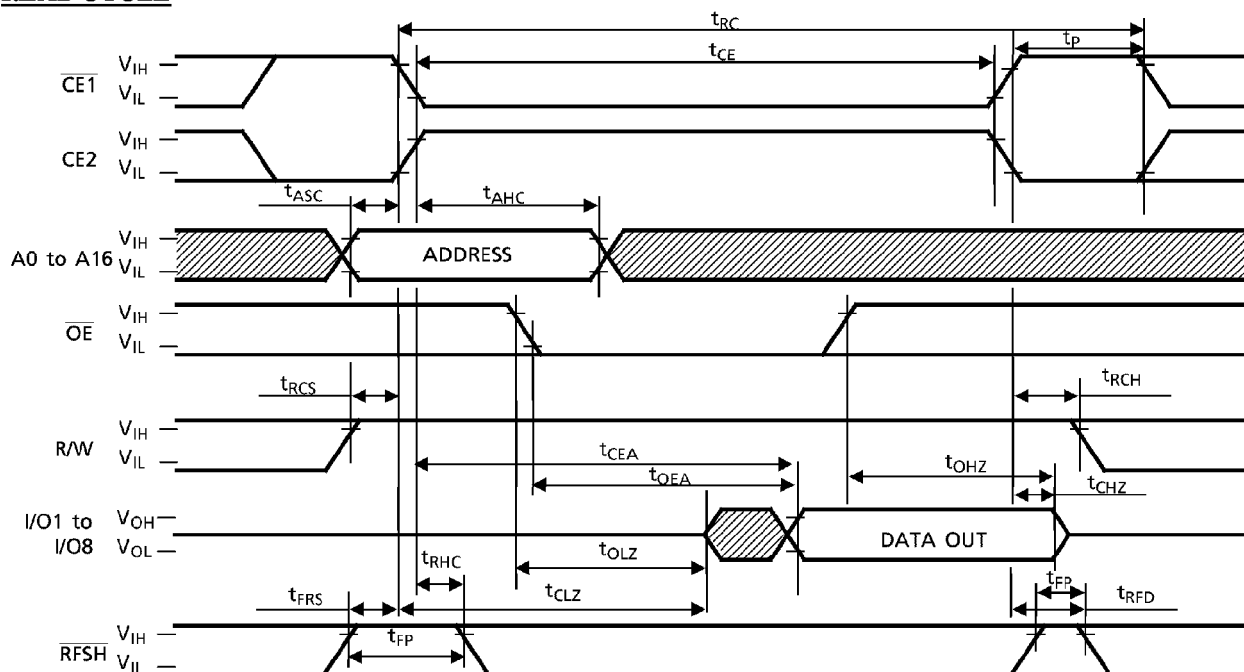 READ CYCLE
tRC
tP
tCE
CE1
VIH
VIL
CE2
VIH
VIL
tASC
tAHC
A0 to A16
VIH
VIL
ADDRESS
OE
VIH
VIL
tRCS
tRCH
R/W
VIH
VIL
tCEA
tOHZ
tOEA
tCHZ
I/O1 to
I/O8
VOH
VOL
DATA OUT
tOLZ
tRHC
tFRS
tCLZ
tFP
tRFD
tFP
RFSH
VIH
VIL